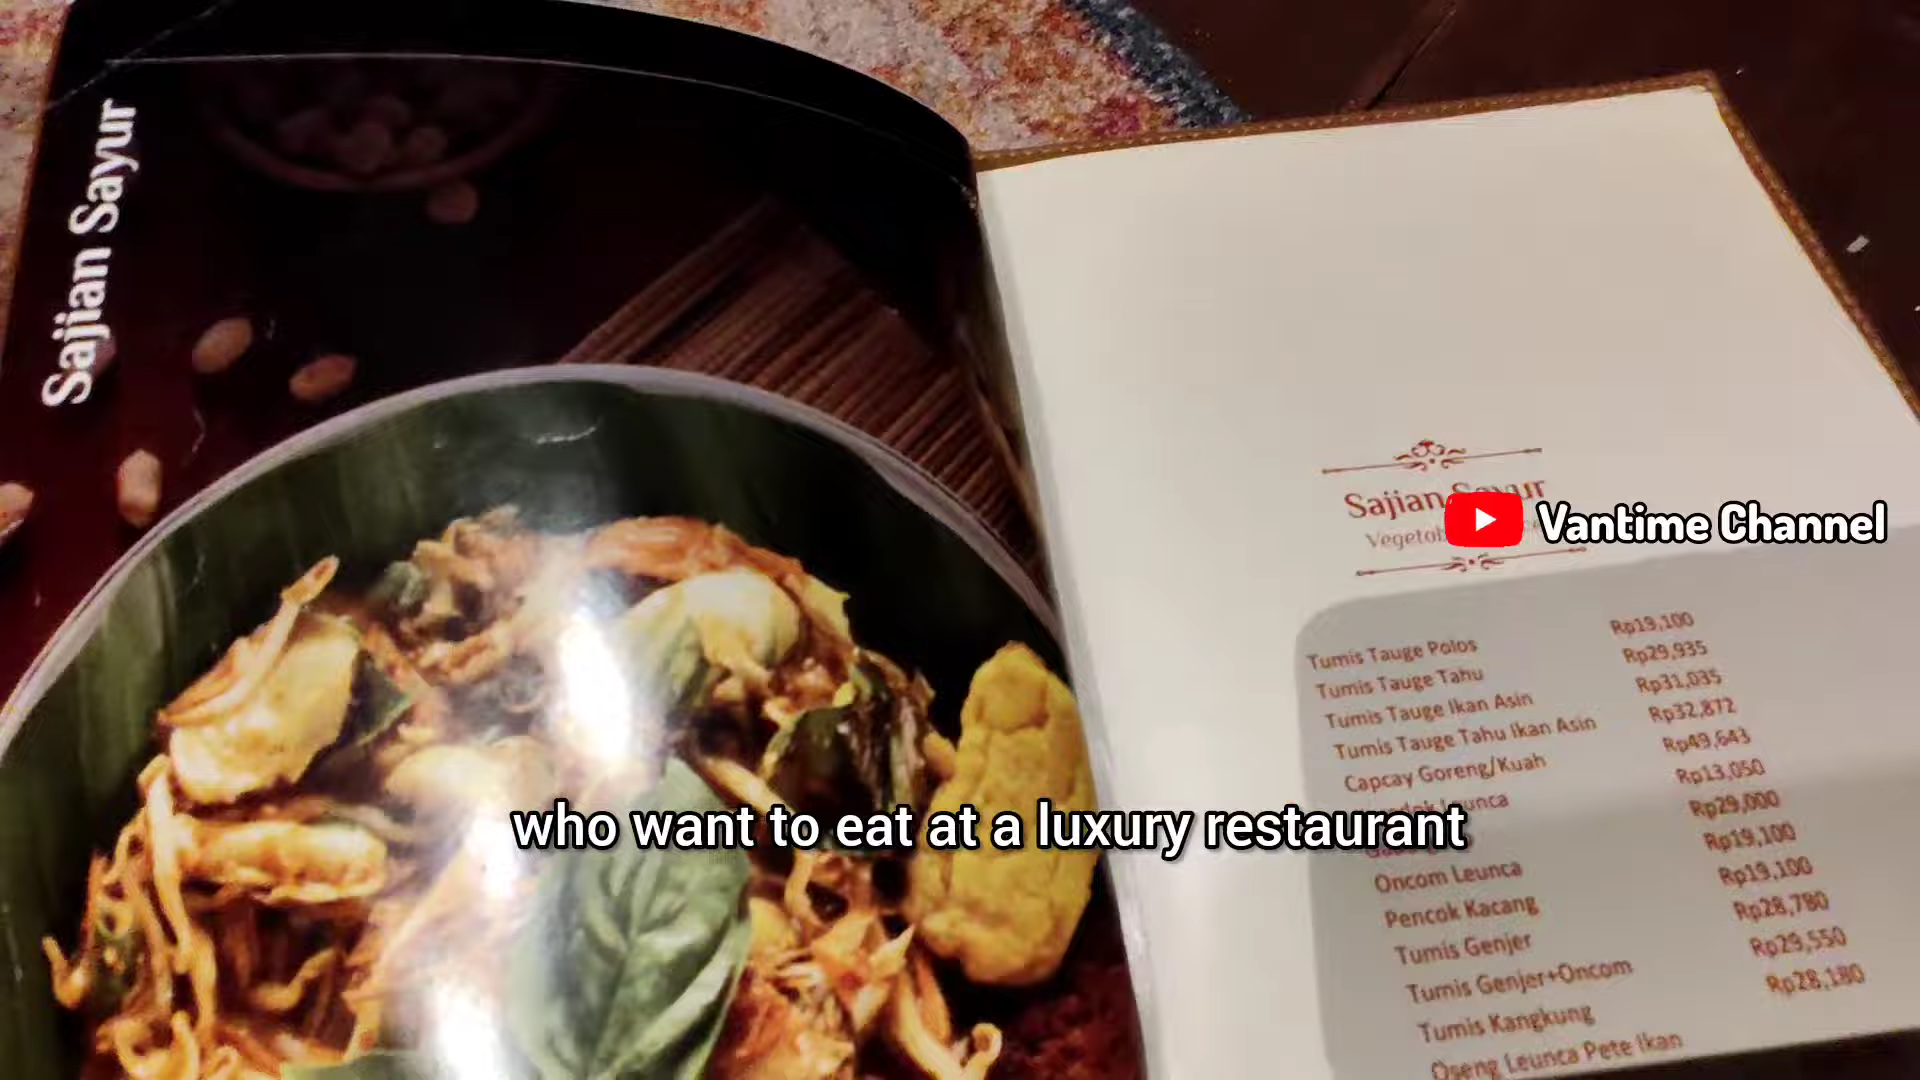 Sajian Sayur
Sajian
Vantime Channel
Tumis Tauge Polos Rp19,100
Tumis Tauge Tahu Rp29,935
Tumis Tauge Ikan Asin Rp31,035
Tumis Tauge Tahu Ikan Asin Rp32,872
Capcay Goreng/Kuah Rp49,643
Leunca Rp13,050
Rp29,000
who want to eat at a luxury restaurant
Oncom Leunca Rp19,100
Pencok Kacang Rp19,100
Tumis Genjer Rp28,780
Tumis Genjer+Oncom Rp29,550
Tumis Kangkung Rp28,180
Oseng Leunca Pete Ikan